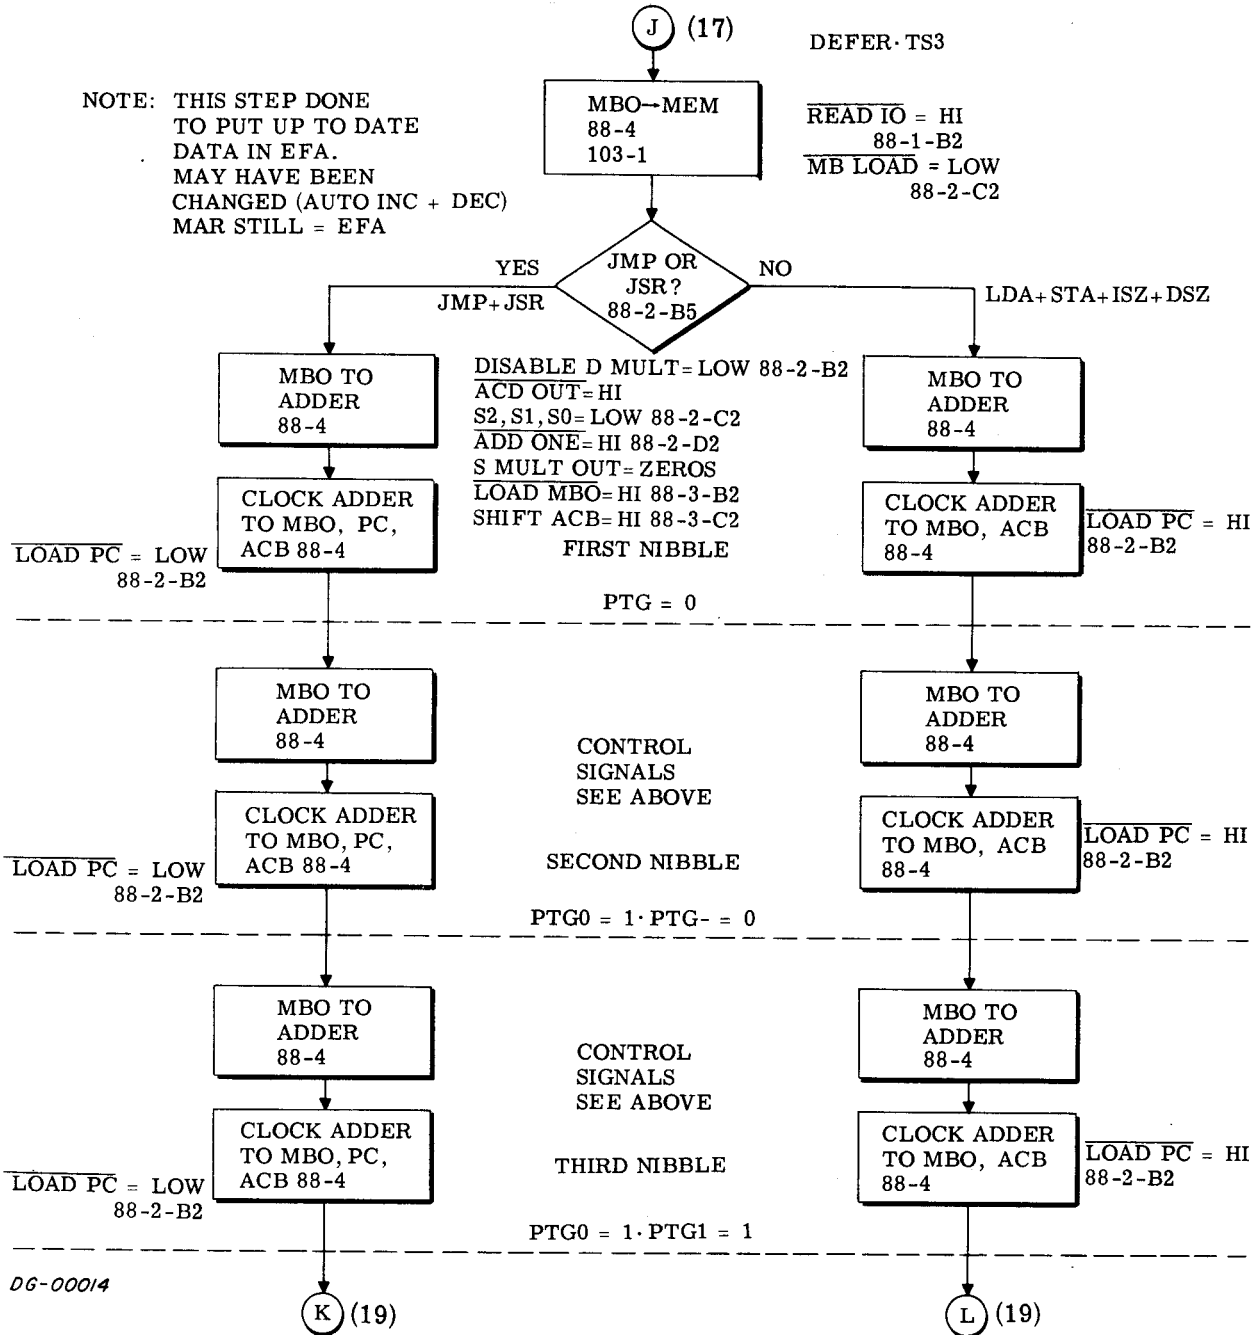 J (17)
DEFER·TS3
NOTE: THIS STEP DONE
TO PUT UP TO DATE
DATA IN EFA.
MAY HAVE BEEN
CHANGED (AUTO INC + DEC)
MAR STILL = EFA
MBO→MEM
88-4
103-1
READ IO = HI
88-1-B2
MB LOAD = LOW
88-2-C2
JMP OR
JSR?
88-2-B5
YES
JMP+JSR
NO
LDA+STA+ISZ+DSZ
MBO TO
ADDER
88-4
DISABLE D MULT=LOW 88-2-B2
ACD OUT=HI
S2, S1, S0=LOW 88-2-C2
ADD ONE=HI 88-2-D2
S MULT OUT=ZEROS
LOAD MBO=HI 88-3-B2
SHIFT ACB=HI 88-3-C2
FIRST NIBBLE
MBO TO
ADDER
88-4
CLOCK ADDER
TO MBO, PC,
ACB 88-4
LOAD PC = LOW
88-2-B2
CLOCK ADDER
TO MBO, ACB
88-4
LOAD PC = HI
88-2-B2
PTG = 0
MBO TO
ADDER
88-4
CONTROL
SIGNALS
SEE ABOVE
MBO TO
ADDER
88-4
CLOCK ADDER
TO MBO, PC,
ACB 88-4
LOAD PC = LOW
88-2-B2
SECOND NIBBLE
CLOCK ADDER
TO MBO, ACB
88-4
LOAD PC = HI
88-2-B2
PTG0 = 1·PTG- = 0
MBO TO
ADDER
88-4
CONTROL
SIGNALS
SEE ABOVE
MBO TO
ADDER
88-4
CLOCK ADDER
TO MBO, PC,
ACB 88-4
LOAD PC = LOW
88-2-B2
THIRD NIBBLE
CLOCK ADDER
TO MBO, ACB
88-4
LOAD PC = HI
88-2-B2
PTG0 = 1·PTG1 = 1
DG-00014
K (19)
L (19)